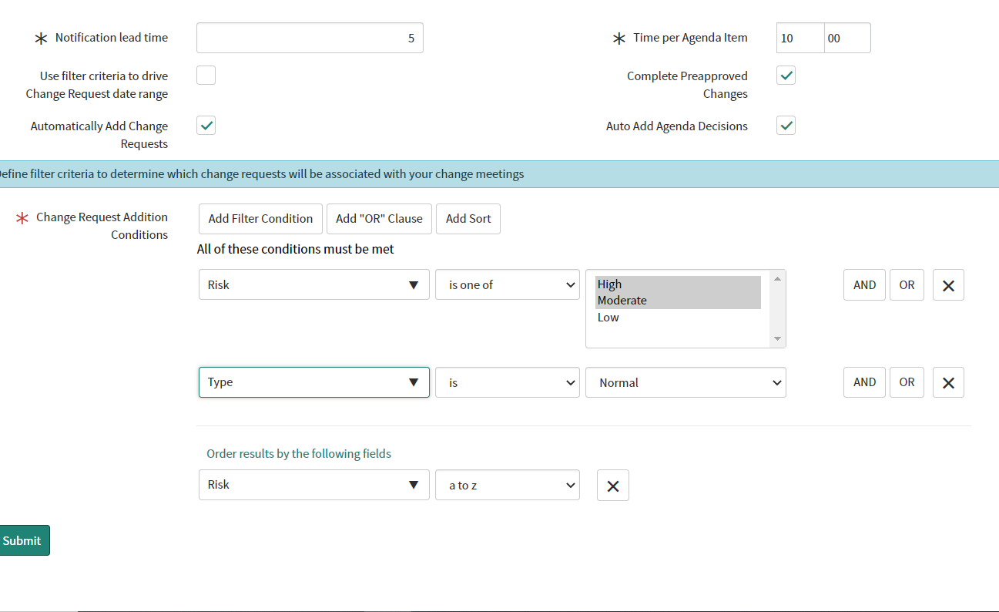 Notification lead time
5
Time per Agenda Item
10 00
Use filter criteria to drive
Change Request date range
Complete Preapproved
Changes
Automatically Add Change
Requests
Auto Add Agenda Decisions
efine filter criteria to determine which change requests will be associated with your change meetings
Change Request Addition
Conditions
Add Filter Condition Add "OR" Clause Add Sort
All of these conditions must be met
Risk is one of High
Moderate
Low
AND OR
Type is Normal AND OR
Order results by the following fields
Risk a to z
Submit